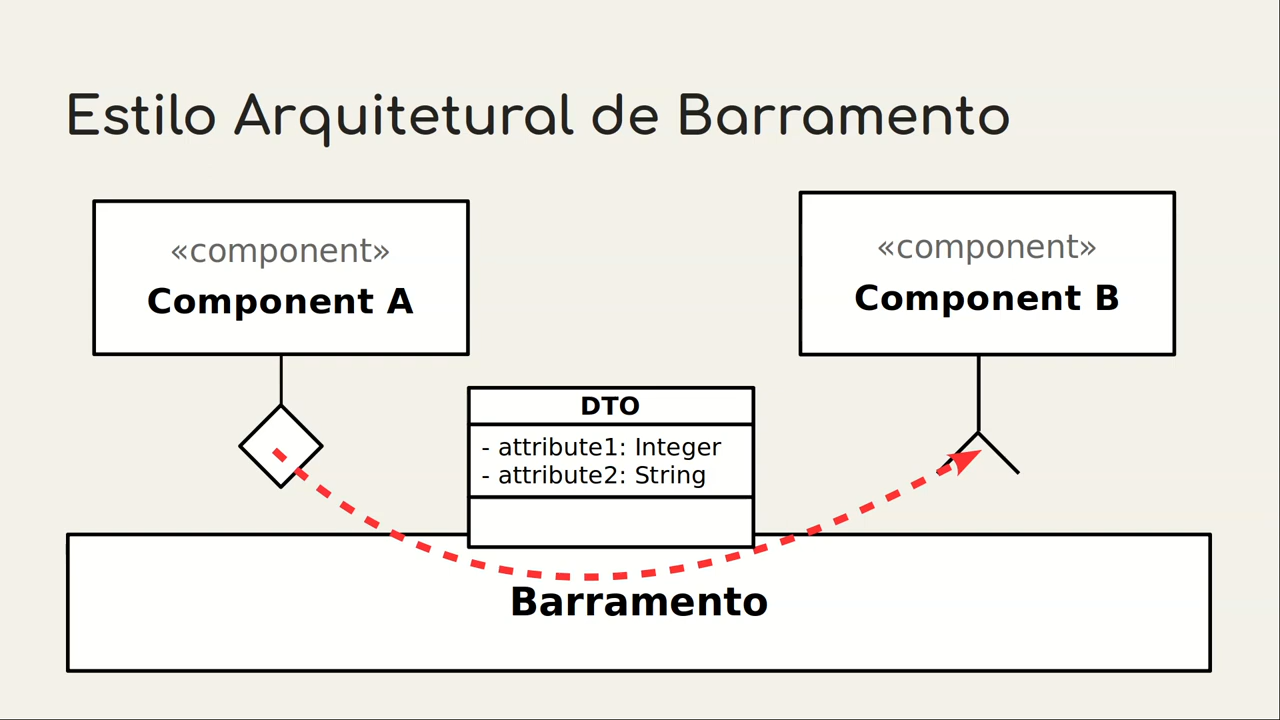 Estilo Arquitetural de Barramento
«component»
Component A
«component»
Component B
DTO
- attribute1: Integer
- attribute2: String
Barramento